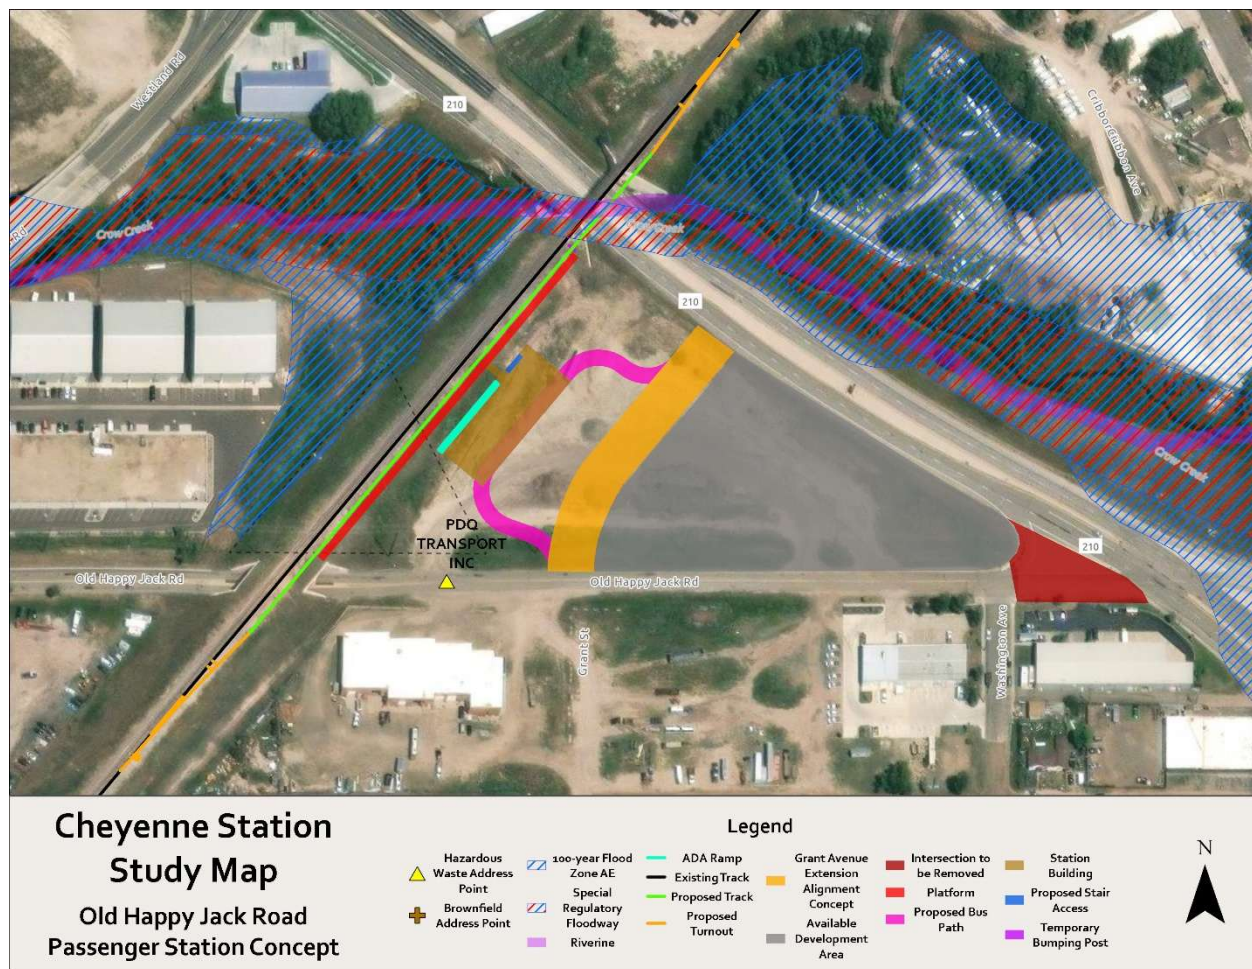 Westland Rd
210
Cribbon
Cribbon Ave
Rd
Crow Creek
Creek
210
Crow Creek
PDQ
TRANSPORT
INC
210
Old Happy Jack Rd
Old Happy Jack Rd
Grant St
Washington Ave
Cheyenne Station
Study Map
Old Happy Jack Road
Passenger Station Concept
Legend
Hazardous
Waste Address
Point
Brownfield
Address Point
100-year Flood
Zone AE
Special
Regulatory
Floodway
Riverine
ADA Ramp
Existing Track
Proposed Track
Proposed
Turnout
Grant Avenue
Extension
Alignment
Concept
Available
Development
Area
Intersection to
be Removed
Platform
Proposed Bus
Path
Station
Building
Proposed Stair
Access
Temporary
Bumping Post
N